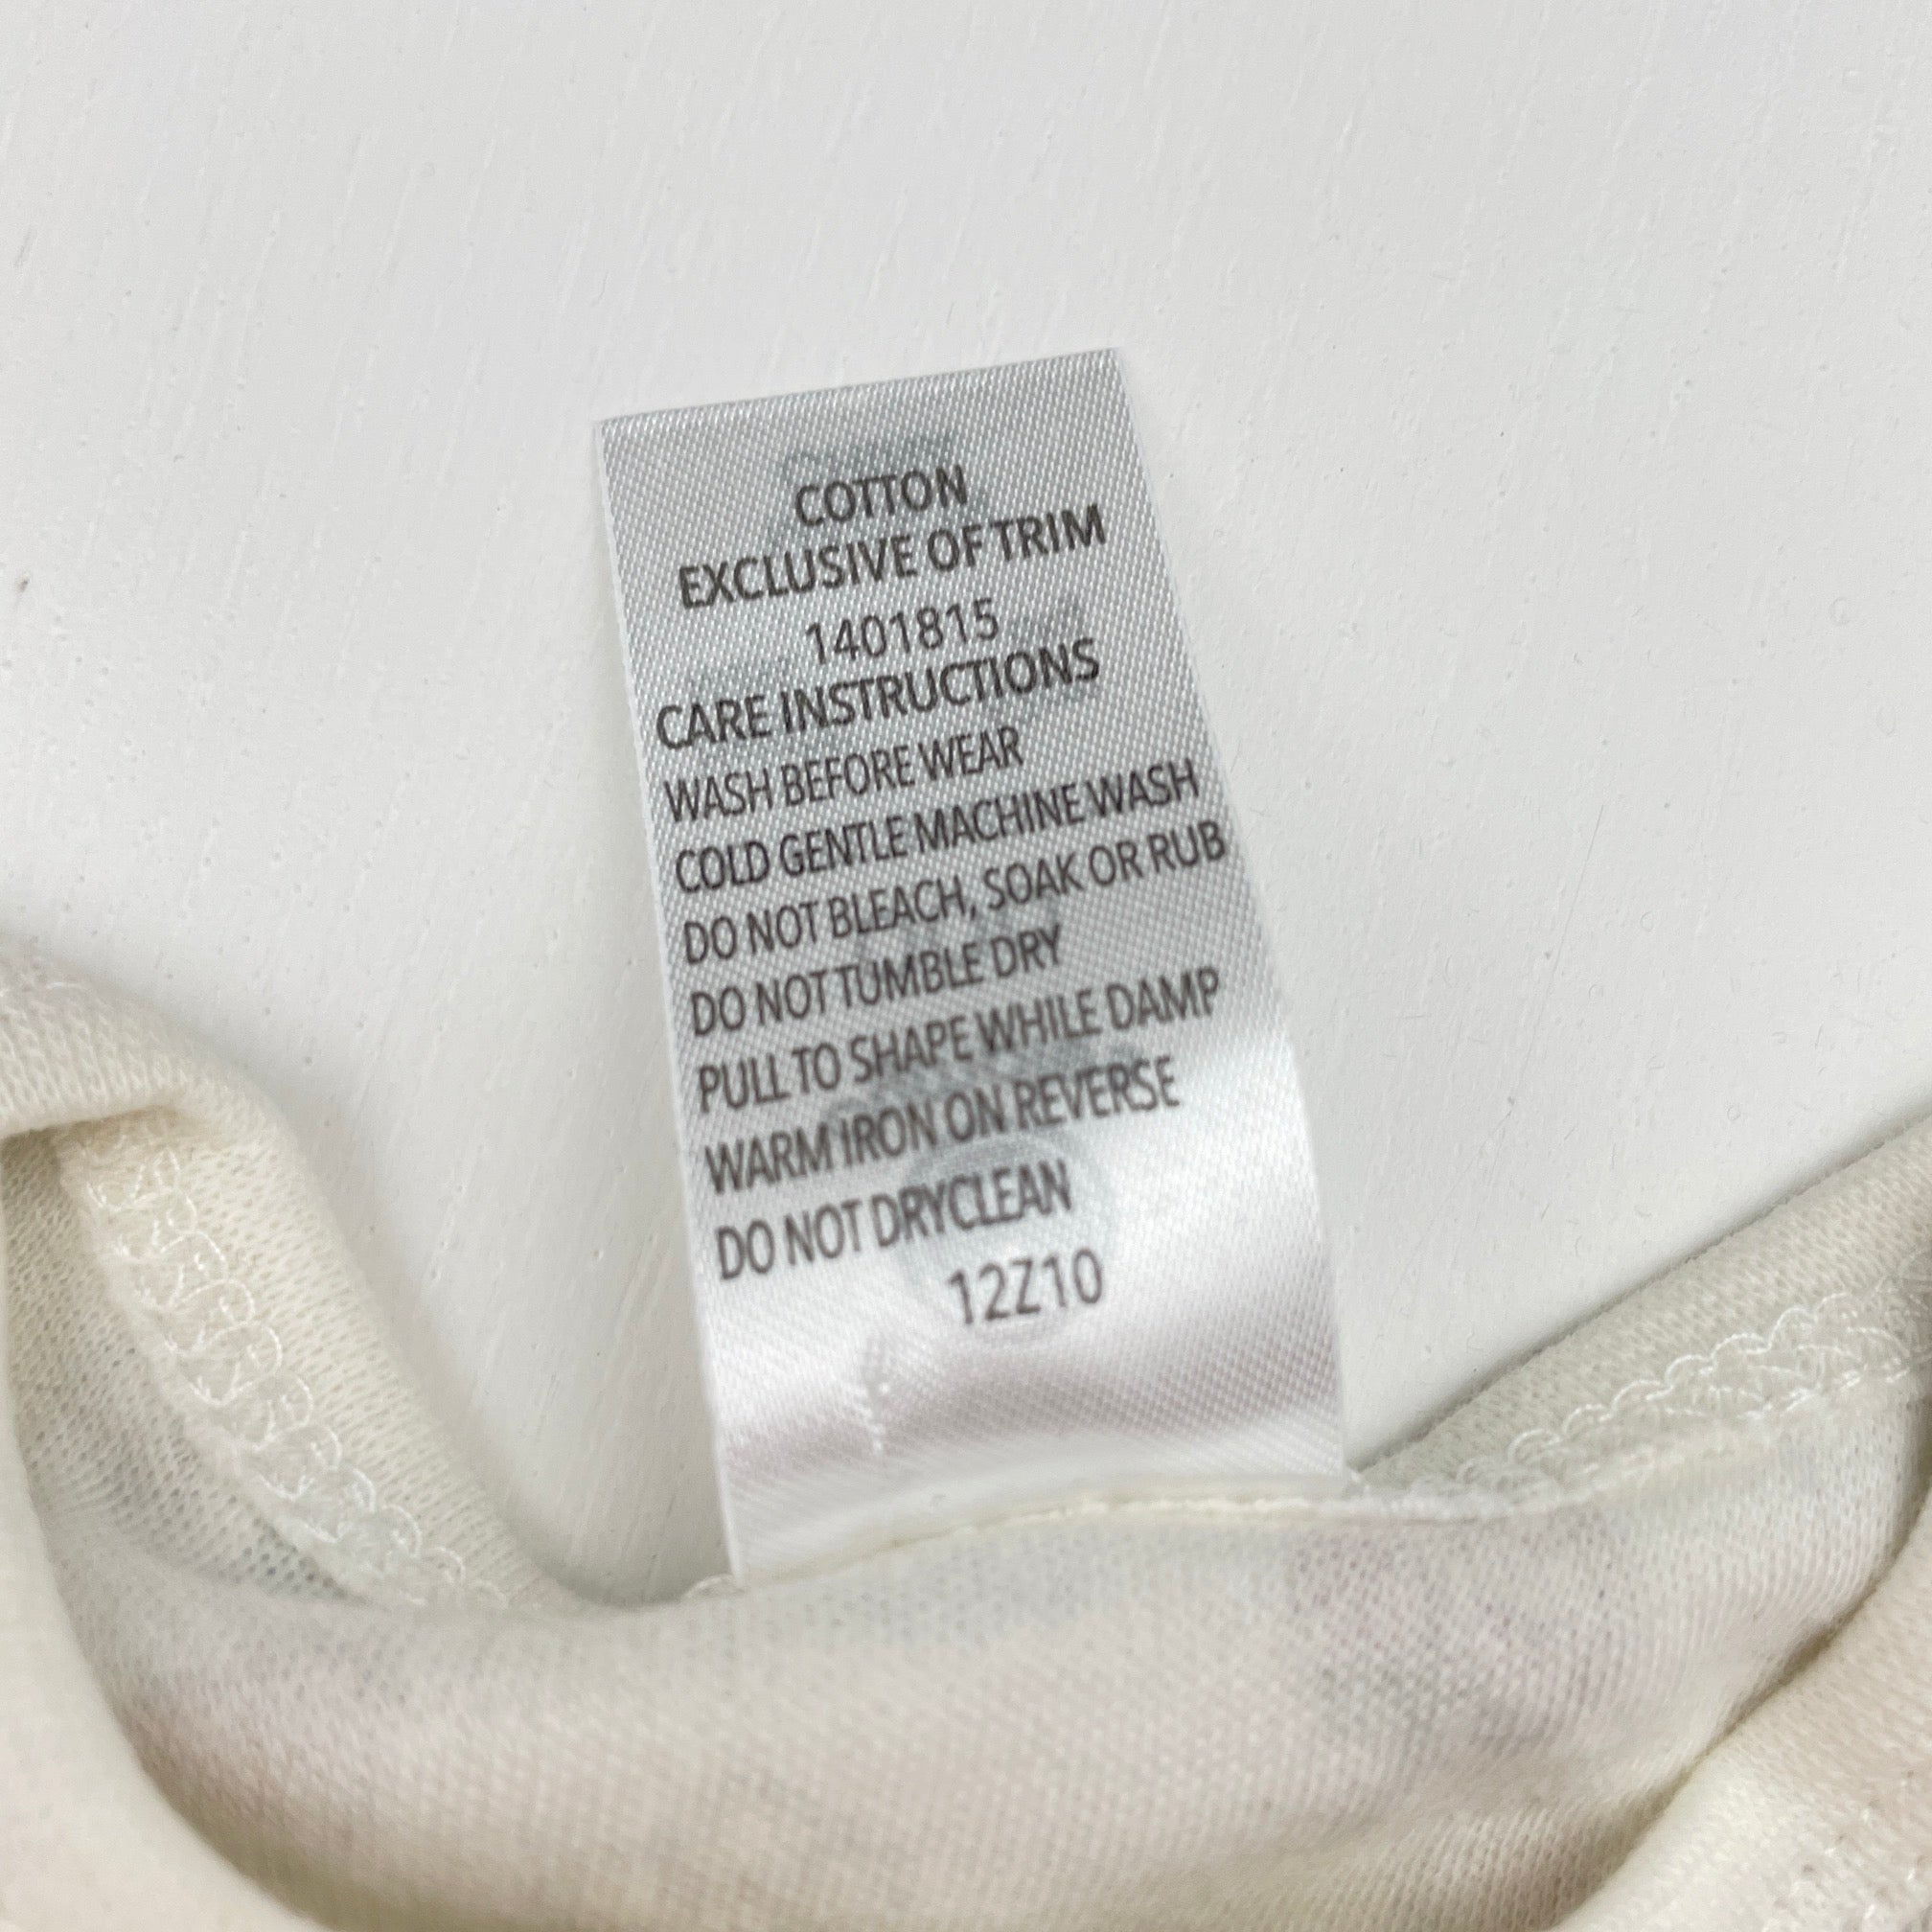 COTTON
EXCLUSIVE OF TRIM
1401815
CARE INSTRUCTIONS
WASH BEFORE WEAR
COLD GENTLE MACHINE WASH
DO NOT BLEACH, SOAK OR RUB
DO NOT TUMBLE DRY
PULL TO SHAPE WHILE DAMP
WARM IRON ON REVERSE
DO NOT DRYCLEAN
12Z10